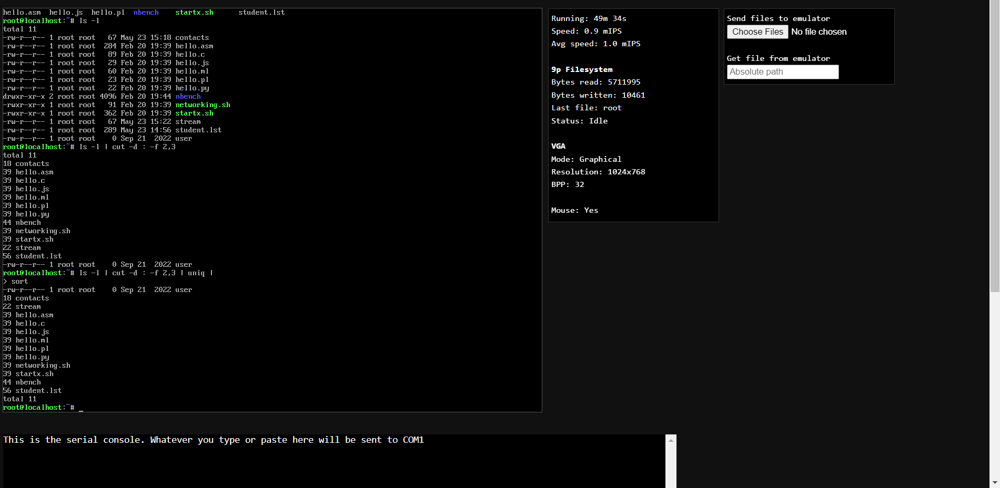 hello.asm  hello.js  hello.pl  nbench    startx.sh      student.lst
root@localhost:~# ls -l
total 11
-rw-r--r-- 1 root root   67 May 23 15:18 contacts
-rw-r--r-- 1 root root  284 Feb 20 19:39 hello.asm
-rw-r--r-- 1 root root   89 Feb 20 19:39 hello.c
-rw-r--r-- 1 root root   29 Feb 20 19:39 hello.js
-rw-r--r-- 1 root root   60 Feb 20 19:39 hello.ml
-rw-r--r-- 1 root root   23 Feb 20 19:39 hello.pl
-rw-r--r-- 1 root root   22 Feb 20 19:39 hello.py
drwxr-xr-x 2 root root 4096 Feb 20 19:44 nbench
-rwxr-xr-x 1 root root   91 Feb 20 19:39 networking.sh
-rwxr-xr-x 1 root root  362 Feb 20 19:39 startx.sh
-rw-r--r-- 1 root root   67 May 23 15:22 stream
-rw-r--r-- 1 root root  289 May 23 14:56 student.lst
-rw-r--r-- 1 root root    0 Sep 21  2022 user
root@localhost:~# ls -l | cut -d : -f 2,3
total 11
18 contacts
39 hello.asm
39 hello.c
39 hello.js
39 hello.ml
39 hello.pl
39 hello.py
44 nbench
39 networking.sh
39 startx.sh
22 stream
56 student.lst
-rw-r--r-- 1 root root    0 Sep 21  2022 user
root@localhost:~# ls -l | cut -d : -f 2,3 | uniq |
> sort
-rw-r--r-- 1 root root    0 Sep 21  2022 user
18 contacts
22 stream
39 hello.asm
39 hello.c
39 hello.js
39 hello.ml
39 hello.pl
39 hello.py
39 networking.sh
39 startx.sh
44 nbench
56 student.lst
total 11
root@localhost:~# _
Running: 49m 34s
Speed: 0.9 mIPS
Avg speed: 1.0 mIPS
9p Filesystem
Bytes read: 5711995
Bytes written: 10461
Last file: root
Status: Idle
VGA
Mode: Graphical
Resolution: 1024x768
BPP: 32
Mouse: Yes
Send files to emulator
Choose Files No file chosen
Get file from emulator
Absolute path
This is the serial console. Whatever you type or paste here will be sent to COM1